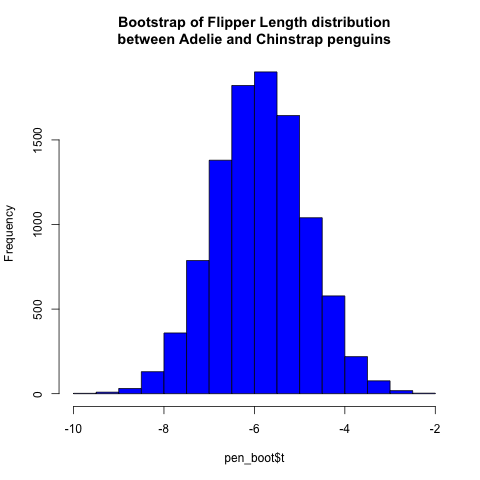 Bootstrap of Flipper Length distribution
between Adelie and Chinstrap penguins
Frequency
1500
1000
500
0
-10 -8 -6 -4 -2
pen_boot$t